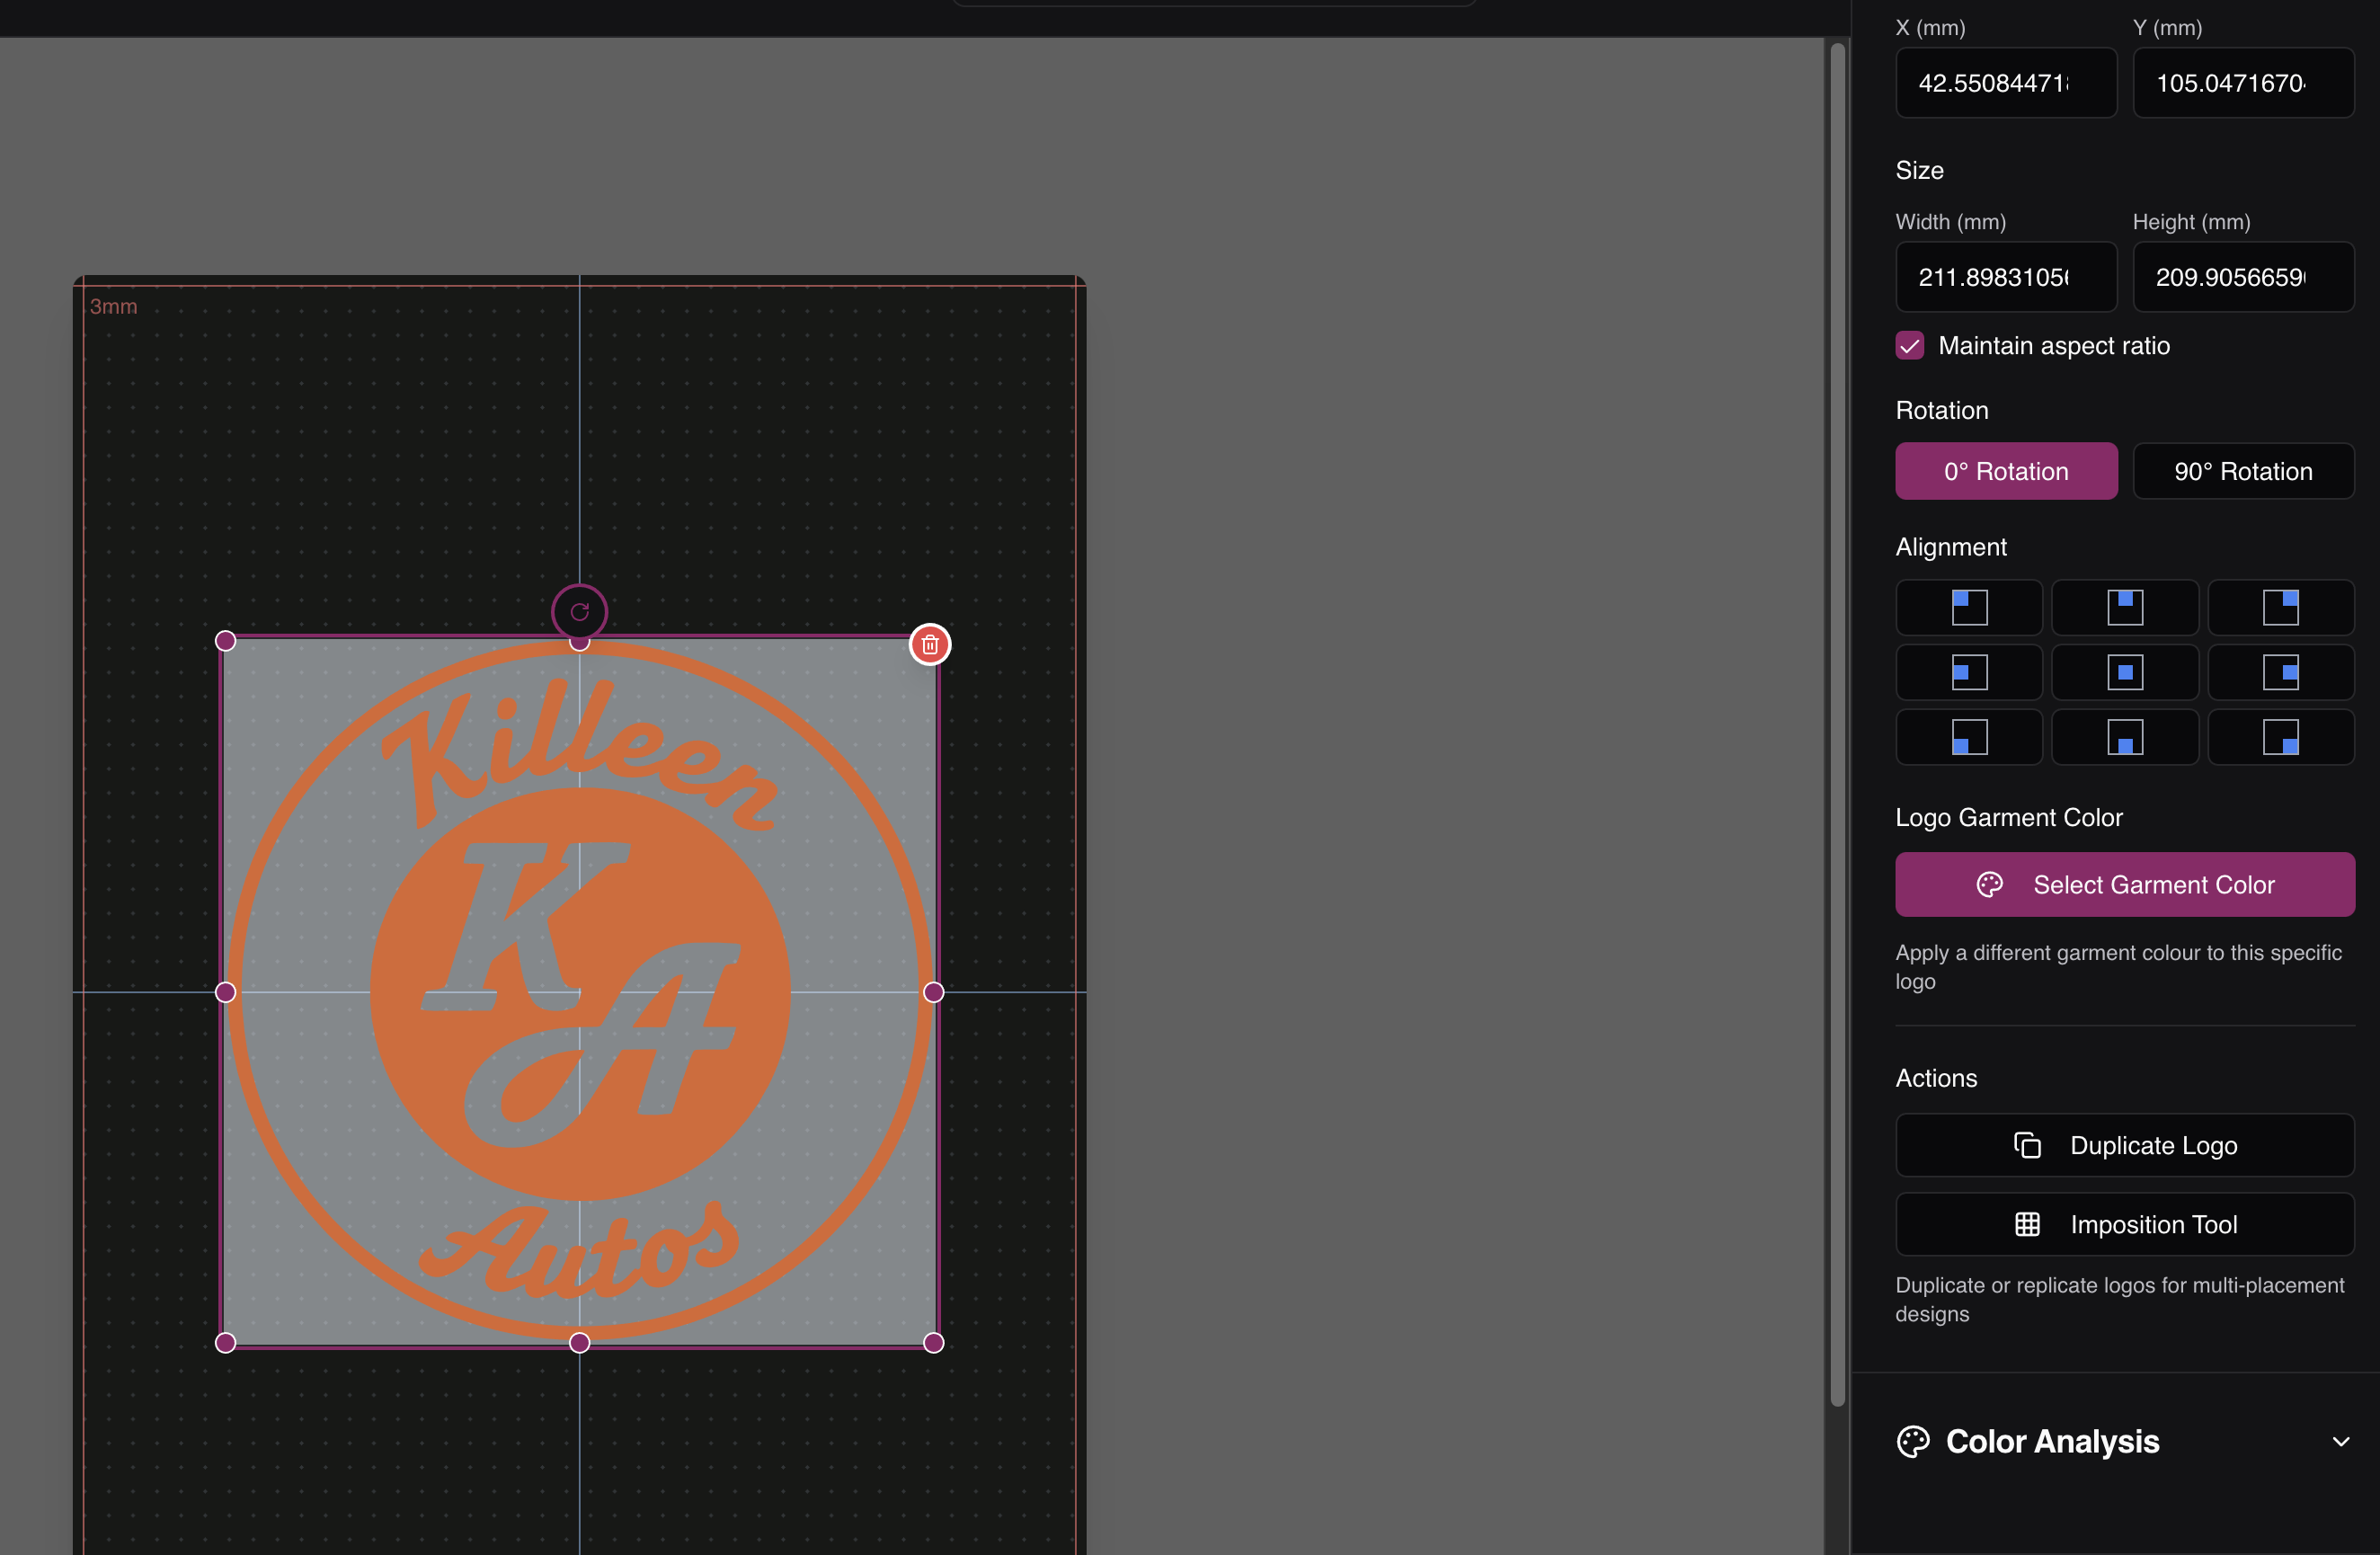 X (mm)
Y (mm)
42.55084471
105.04716704
Size
Width (mm)
Height (mm)
211.8983105
209.9056659
Maintain aspect ratio
Rotation
0° Rotation
90° Rotation
Alignment
Logo Garment Color
Select Garment Color
Apply a different garment colour to this specific
logo
Actions
Duplicate Logo
Imposition Tool
Duplicate or replicate logos for multi-placement
designs
Color Analysis
3mm
Killeen
KA
Autos